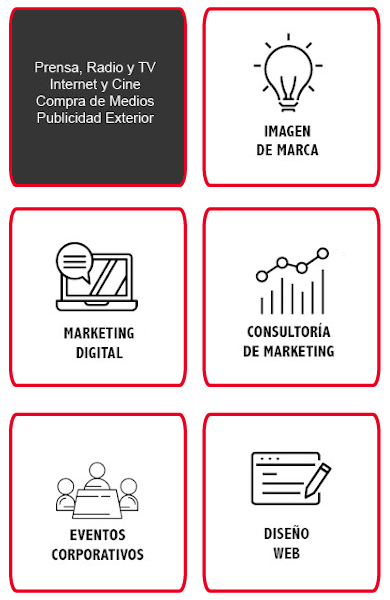 Prensa, Radio y TV
Internet y Cine
Compra de Medios
Publicidad Exterior
IMAGEN
DE MARCA
MARKETING
DIGITAL
CONSULTORÍA
DE MARKETING
EVENTOS
CORPORATIVOS
DISEÑO
WEB